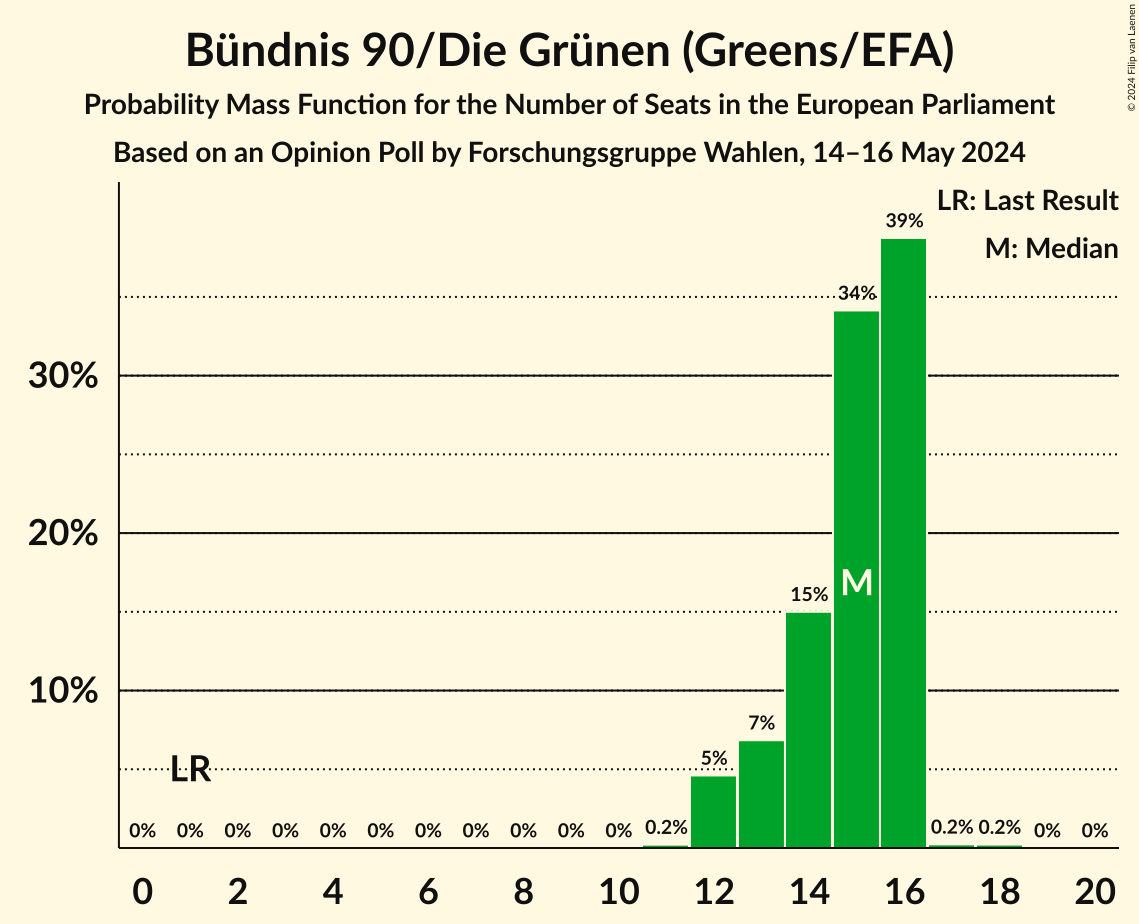 Bündnis 90/Die Grünen (Greens/EFA)
Probability Mass Function for the Number of Seats in the European Parliament
Based on an Opinion Poll by Forschungsgruppe Wahlen, 14–16 May 2024
© 2024 Filip van Laenen
LR: Last Result
M: Median
39%
34%
30%
20%
M
15%
10%
7%
5%
LR
0% 0% 0% 0% 0% 0% 0% 0% 0% 0% 0% 0.2% 0.2% 0.2% 0% 0%
0 2 4 6 8 10 12 14 16 18 20